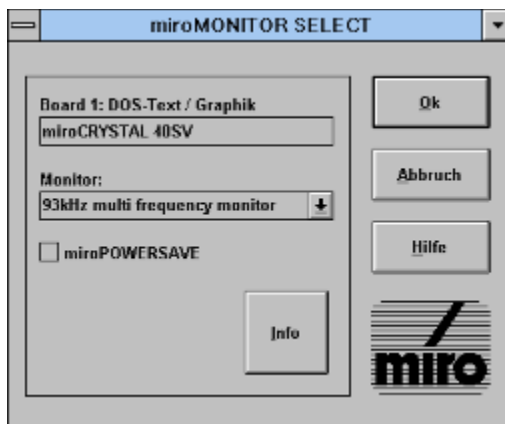 miroMONITOR SELECT
Board 1: DOS-Text / Graphik
miroCRYSTAL 40SV
Monitor:
93kHz multi frequency monitor
miroPOWERSAVE
Info
Ok
Abbruch
Hilfe
miro